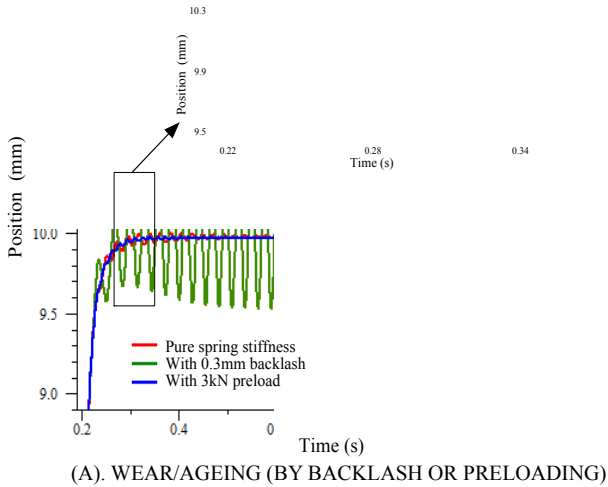 10.3
9.9
9.5
Position (mm)
0.22
0.28
0.34
Time (s)
Position (mm)
10.0
9.5
9.0
Pure spring stiffness
With 0.3mm backlash
With 3kN preload
0.2
0.4
0
Time (s)
(A). WEAR/AGEING (BY BACKLASH OR PRELOADING)